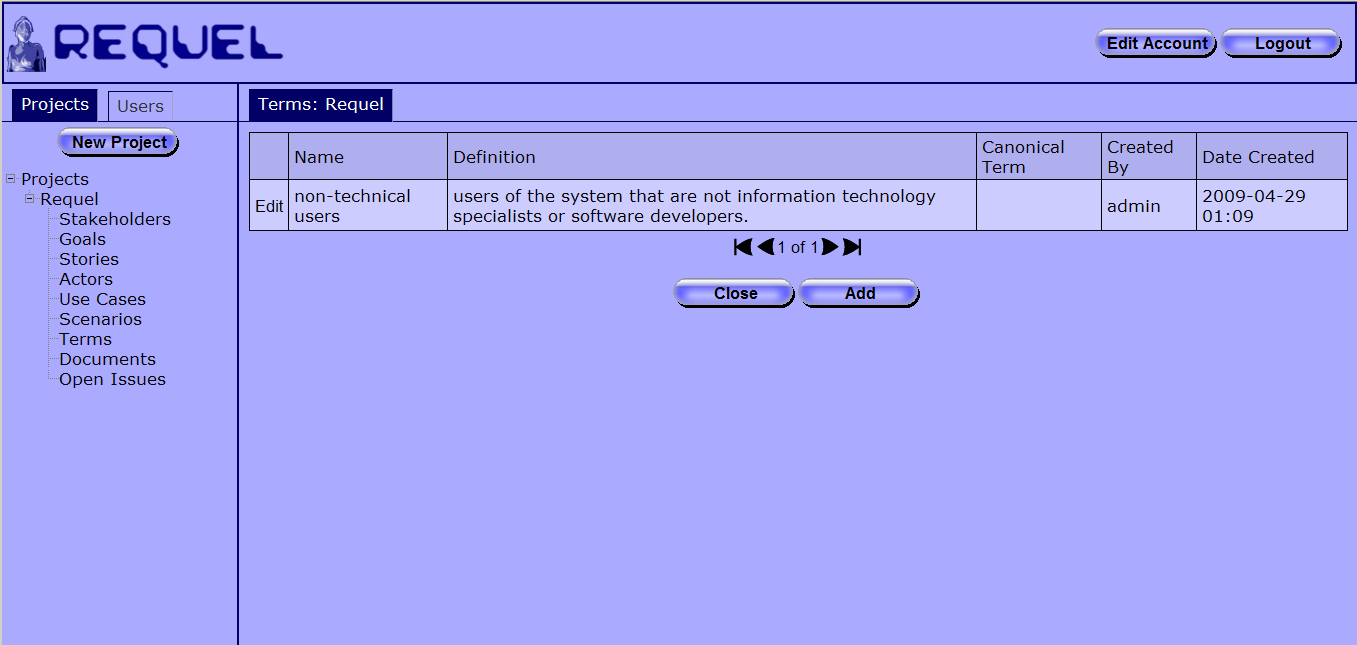 REQUEL
Edit Account
Logout
Projects
Users
New Project
Projects
Requel
Stakeholders
Goals
Stories
Actors
Use Cases
Scenarios
Terms
Documents
Open Issues
Terms: Requel
Name
Definition
Canonical
Term
Created
By
Date Created
Edit
non-technical
users
users of the system that are not information technology
specialists or software developers.
admin
2009-04-29
01:09
1 of 1
Close
Add